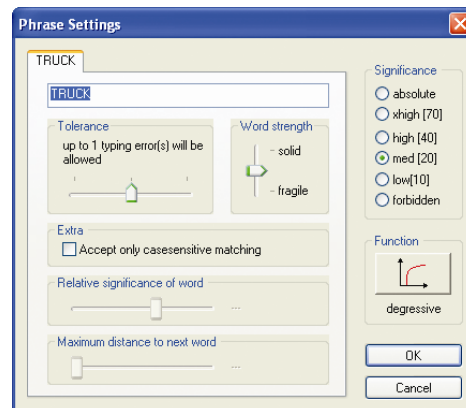 Phrase Settings
TRUCK
TRUCK
Tolerance
up to 1 typing error(s) will be
allowed
Word strength
- solid
- fragile
Extra
Accept only casesensitive matching
Relative significance of word
...
Maximum distance to next word
...
Significance
absolute
xhigh [70]
high [40]
med [20]
low[10]
forbidden
Function
degressive
OK
Cancel